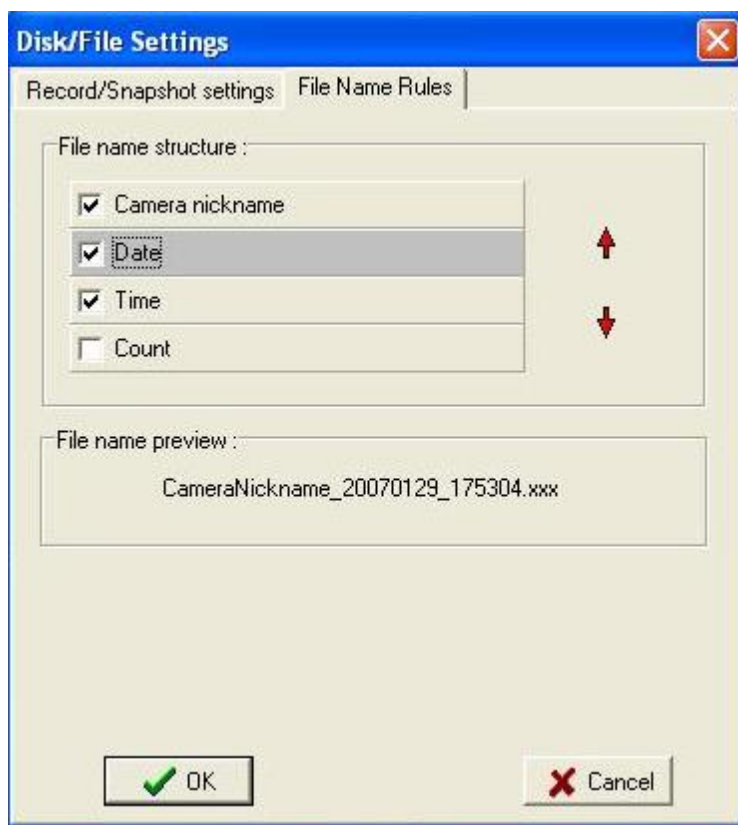 Disk/File Settings
Record/Snapshot settings File Name Rules
File name structure :
Camera nickname
Date
Time
Count
File name preview :
CameraNickname_20070129_175304.xxx
OK Cancel